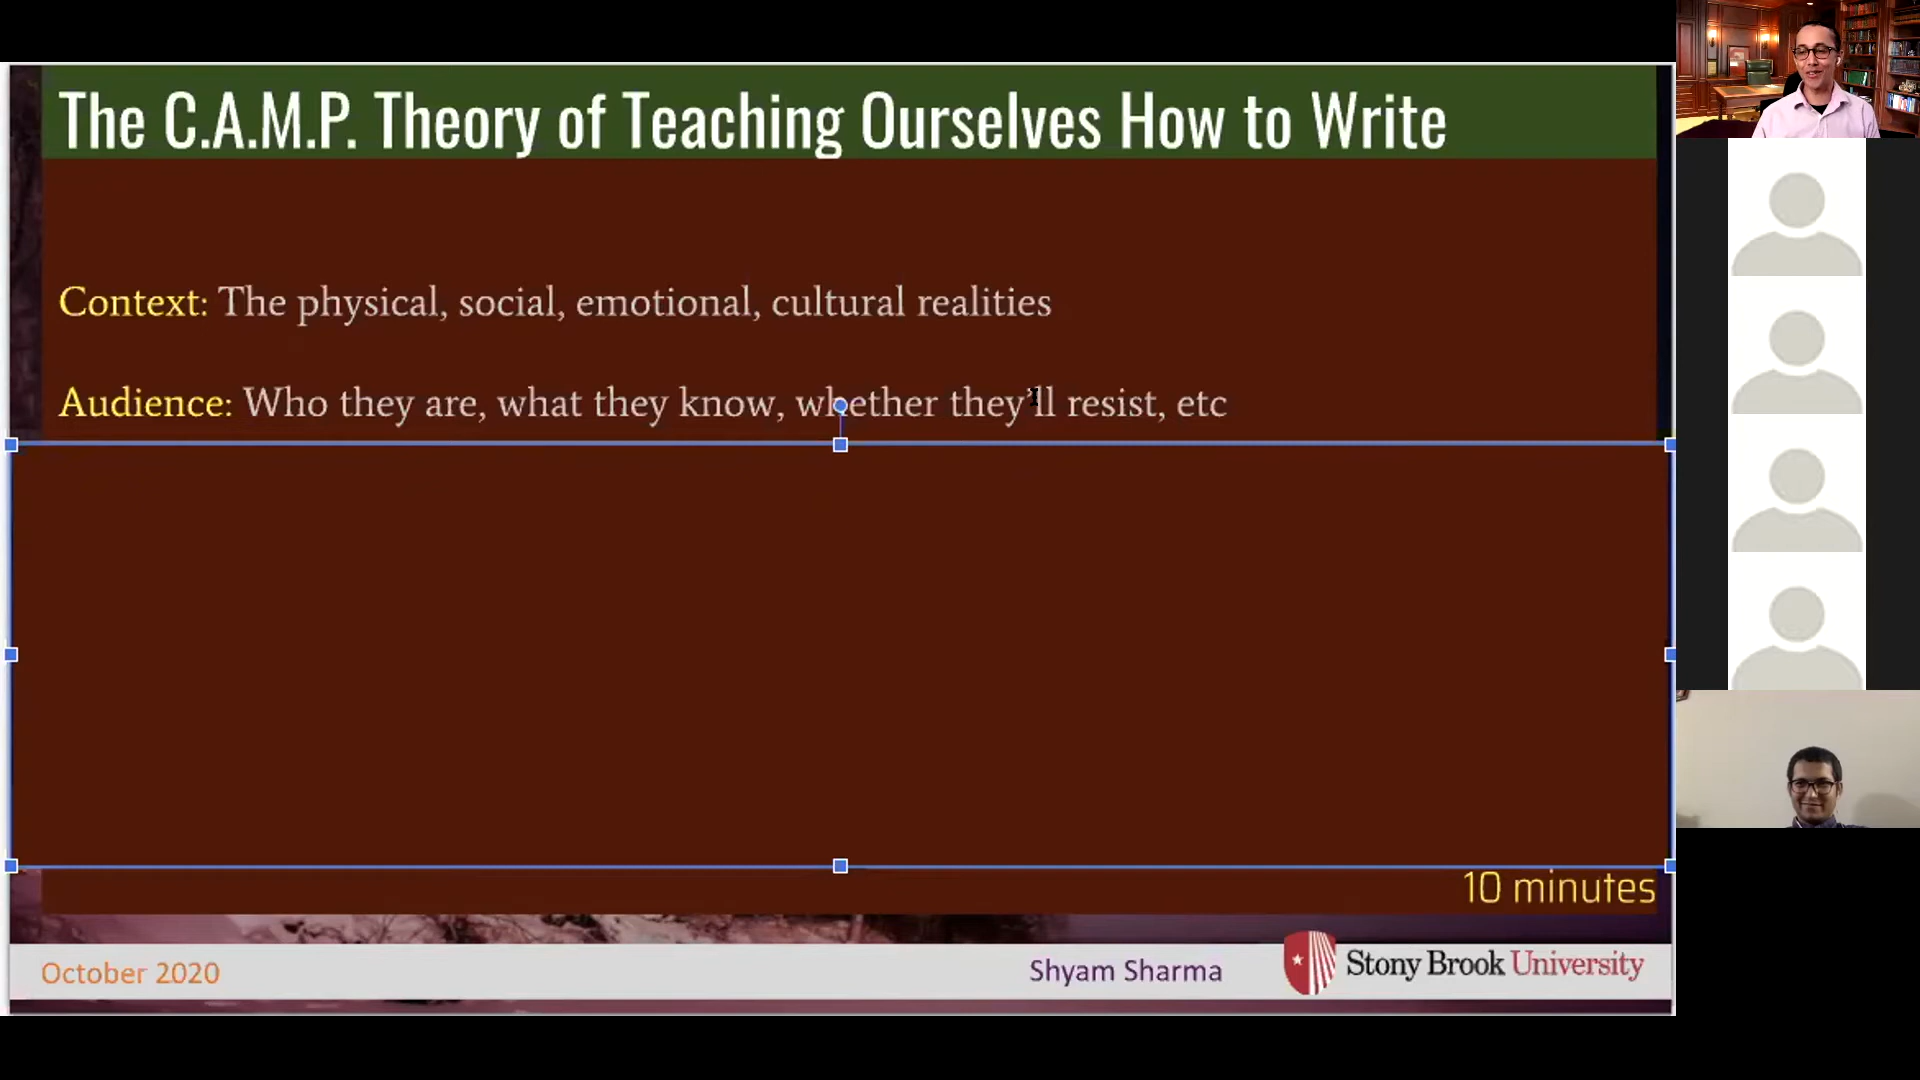 The C.A.M.P. Theory of Teaching Ourselves How to Write
Context: The physical, social, emotional, cultural realities
Audience: Who they are, what they know, whether they'll resist, etc
10 minutes
October 2020
Shyam Sharma
Stony Brook University